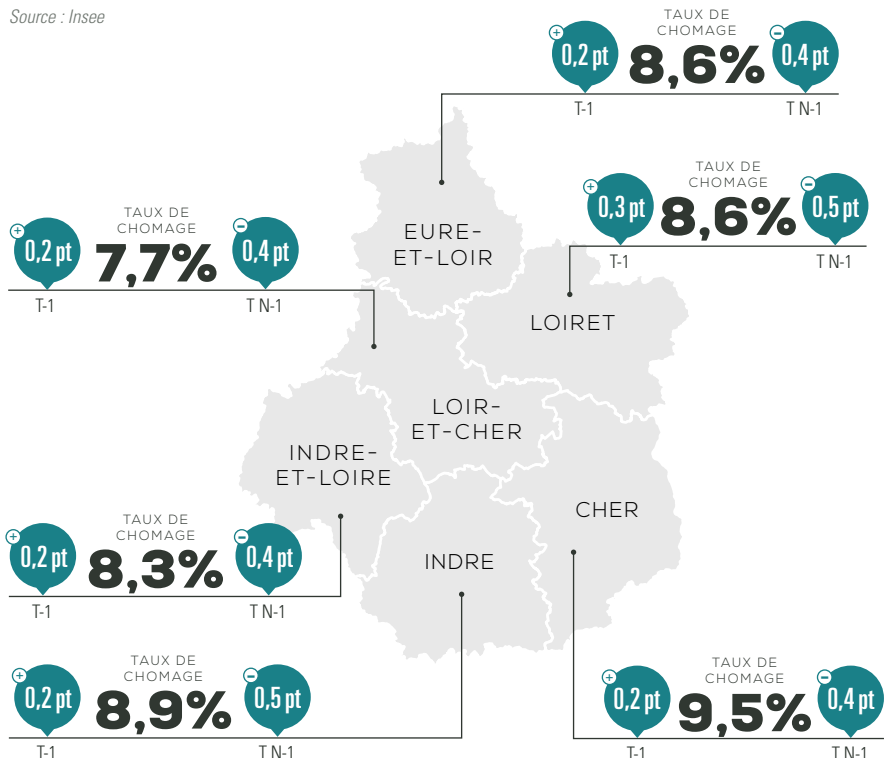 Source : Insee
TAUX DE
CHOMAGE
+ 0,2 pt 8,6% − 0,4 pt
T-1 T N-1
TAUX DE
CHOMAGE
+ 0,3 pt 8,6% − 0,5 pt
T-1 T N-1
TAUX DE
CHOMAGE
+ 0,2 pt 7,7% − 0,4 pt
T-1 T N-1
EURE-
ET-LOIR
LOIRET
LOIR-
ET-CHER
INDRE-
ET-LOIRE
CHER
INDRE
TAUX DE
CHOMAGE
+ 0,2 pt 8,3% − 0,4 pt
T-1 T N-1
TAUX DE
CHOMAGE
+ 0,2 pt 8,9% − 0,5 pt
T-1 T N-1
TAUX DE
CHOMAGE
+ 0,2 pt 9,5% − 0,4 pt
T-1 T N-1